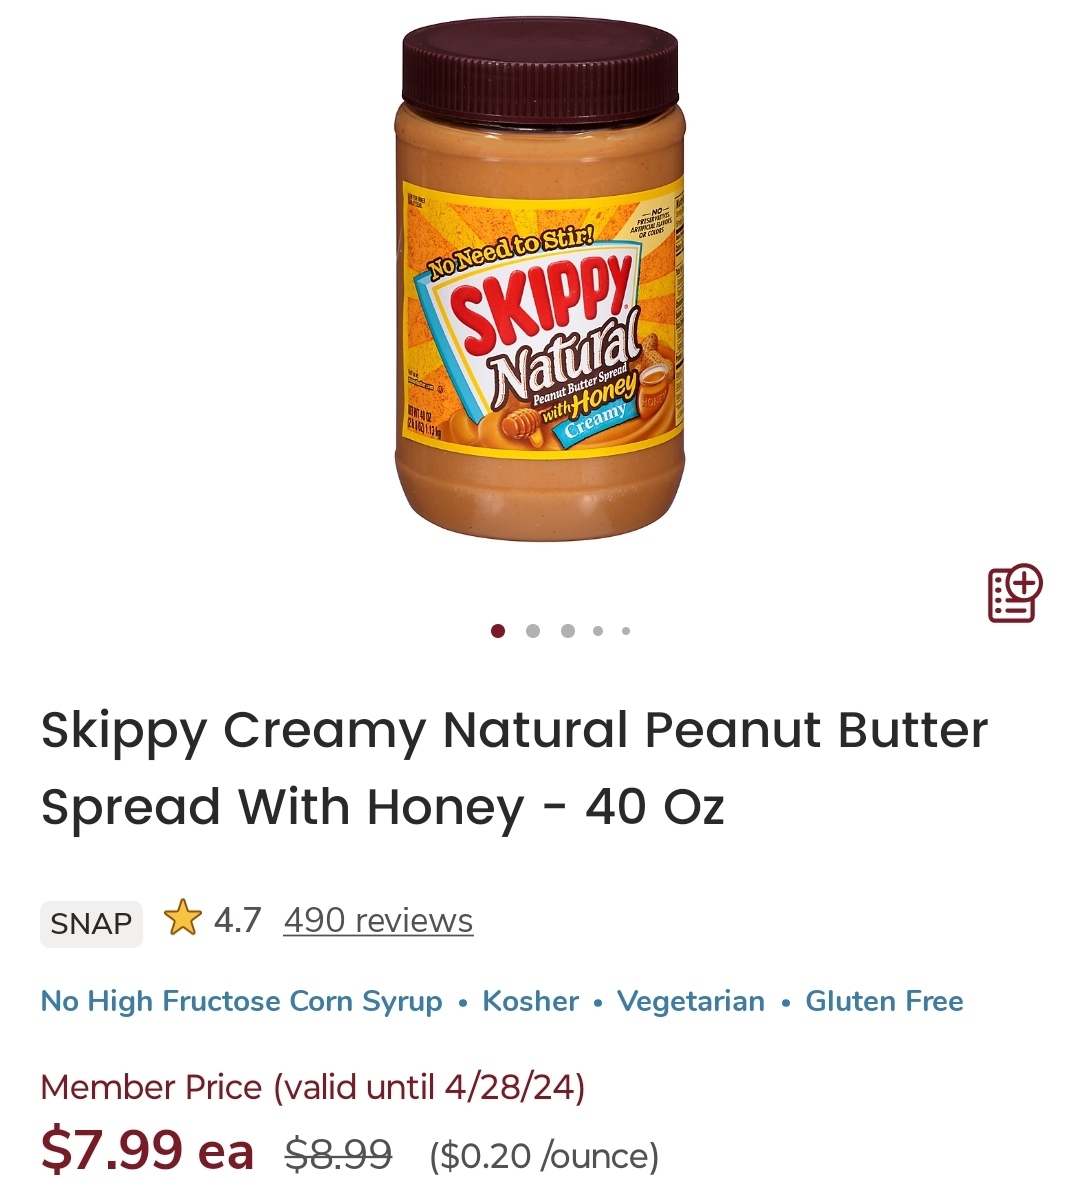 No Need to Stir!
NO
PRESERVATIVES,
ARTIFICIAL FLAVORS
OR COLORS
SKIPPY
Natural
Peanut Butter Spread
with Honey
Creamy
NET WT 40 OZ
(2 LB 8 OZ) 1.13 kg
Skippy Creamy Natural Peanut Butter
Spread With Honey - 40 Oz
SNAP 4.7 490 reviews
No High Fructose Corn Syrup • Kosher • Vegetarian • Gluten Free
Member Price (valid until 4/28/24)
$7.99 ea $8.99 ($0.20 /ounce)